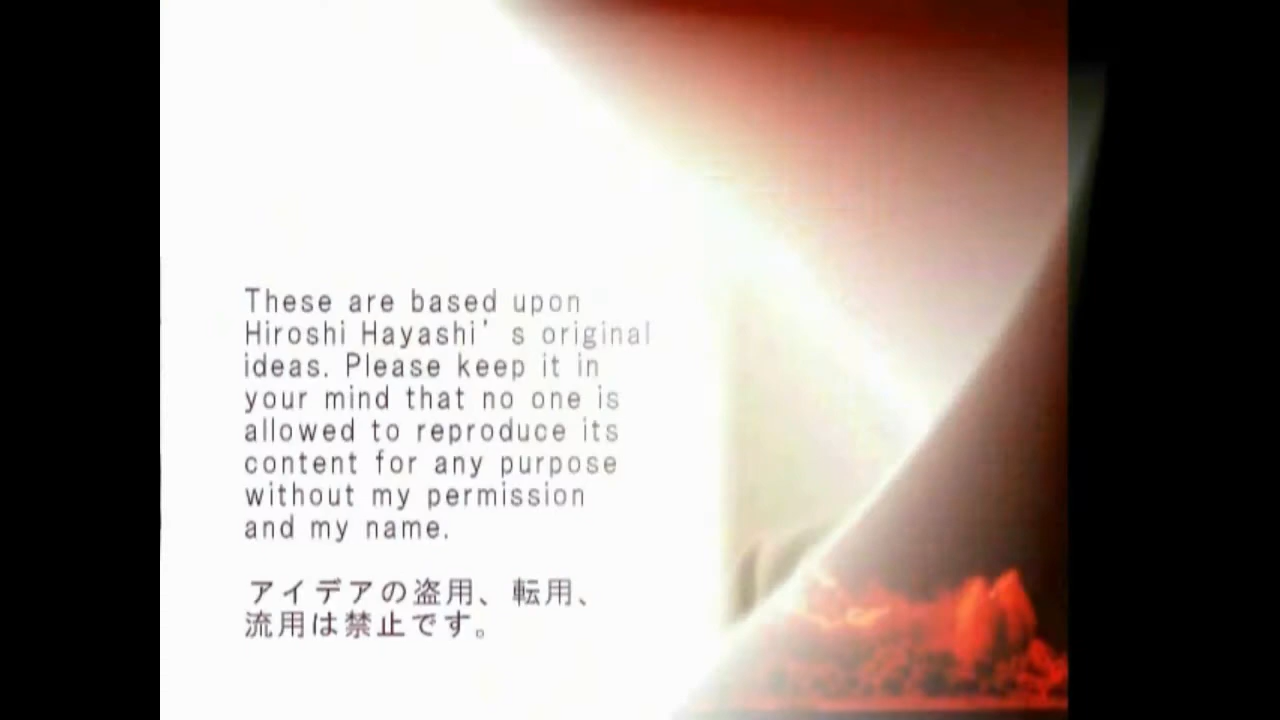 These are based upon
Hiroshi Hayashi's original
ideas. Please keep it in
your mind that no one is
allowed to reproduce its
content for any purpose
without my permission
and my name.
アイデアの盗用、転用、
流用は禁止です。